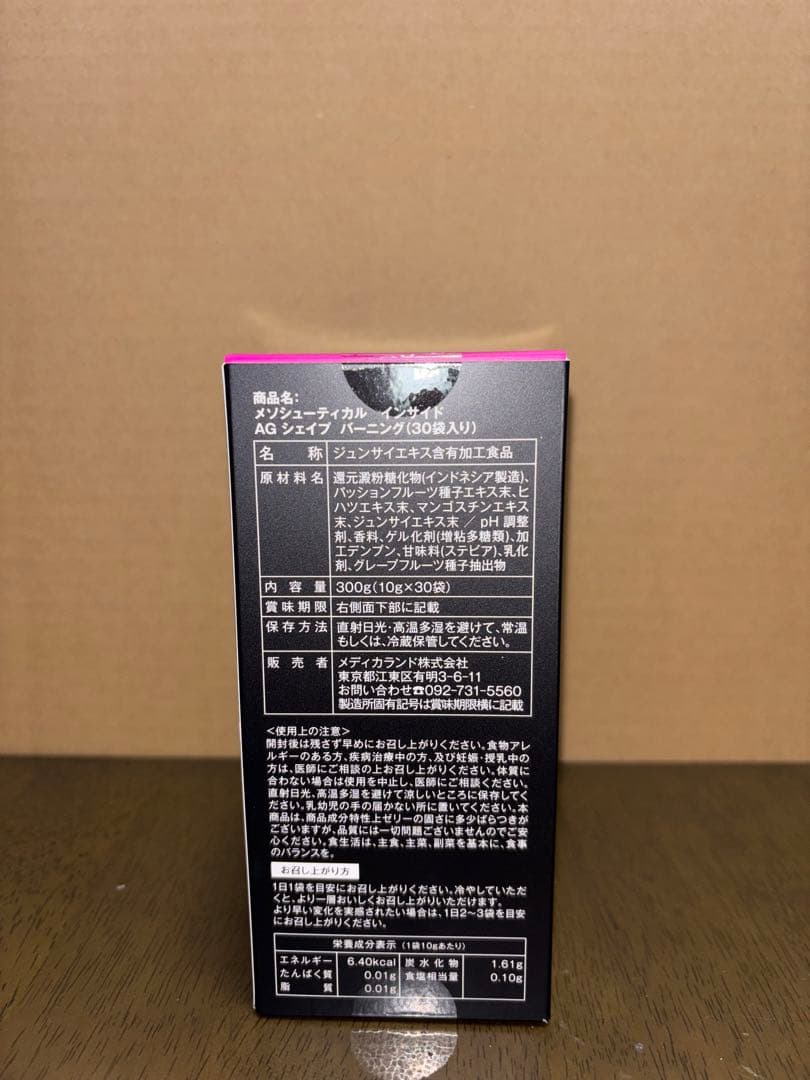 商品名:
メソシューティカル インサイド
AG シェイプ バーニング(30袋入り)
名称 ジュンサイエキス含有加工食品
原材料名 還元澱粉糖化物(インドネシア製造)、
パッションフルーツ種子エキス末、ヒ
ハツエキス末、マンゴスチンエキス
末、ジュンサイエキス末 / pH 調整
剤、香料、ゲル化剤(増粘多糖類)、加
工デンプン、甘味料(ステビア)、乳化
剤、グレープフルーツ種子抽出物
内容量 300g(10g×30袋)
賞味期限 右側面下部に記載
保存方法 直射日光・高温多湿を避けて、常温
もしくは、冷蔵保管してください。
販売者 メディカランド株式会社
東京都江東区有明3-6-11
お問い合わせ☎092-731-5560
製造所固有記号は賞味期限横に記載
<使用上の注意>
開封後は残さず早めにお召し上がりください。食物アレ
ルギーのある方、疾病治療中の方、及び妊娠・授乳中の
方は、医師にご相談の上お召し上がりください。体質に
合わない場合は使用を中止し、医師にご相談ください。
直射日光、高温多湿を避けて涼しいところに保存してく
ださい。乳幼児の手の届かない所に置いてください。本
商品は、商品成分特性上ゼリーの固さに多少ばらつきが
ございますが、品質には一切問題ございませんのでご安
心ください。食生活は、主食、主菜、副菜を基本に、食事
のバランスを。
お召し上がり方
1日1袋を目安にお召し上がりください。冷やしていただ
くと、より一層おいしくお召し上がりいただけます。
より早い変化を実感されたい場合は、1日2~3袋を目安
にお召し上がりください。
栄養成分表示 (1袋10gあたり)
エネルギー 6.40kcal 炭水化物 1.61g
たんぱく質 0.01g 食塩相当量 0.10g
脂質 0.01g